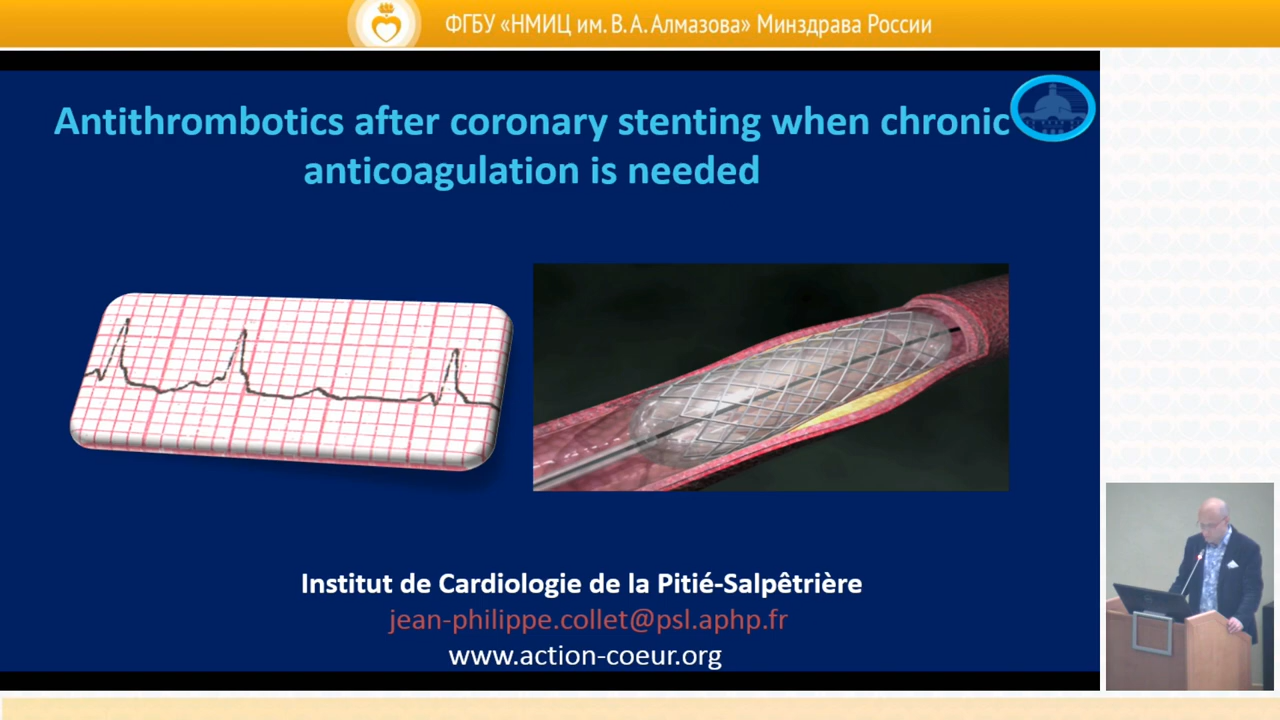 ФГБУ «НМИЦ им. В. А. Алмазова» Минздрава России
Antithrombotics after coronary stenting when chronic
anticoagulation is needed
Institut de Cardiologie de la Pitié-Salpêtrière
jean-philippe.collet@psl.aphp.fr
www.action-coeur.org